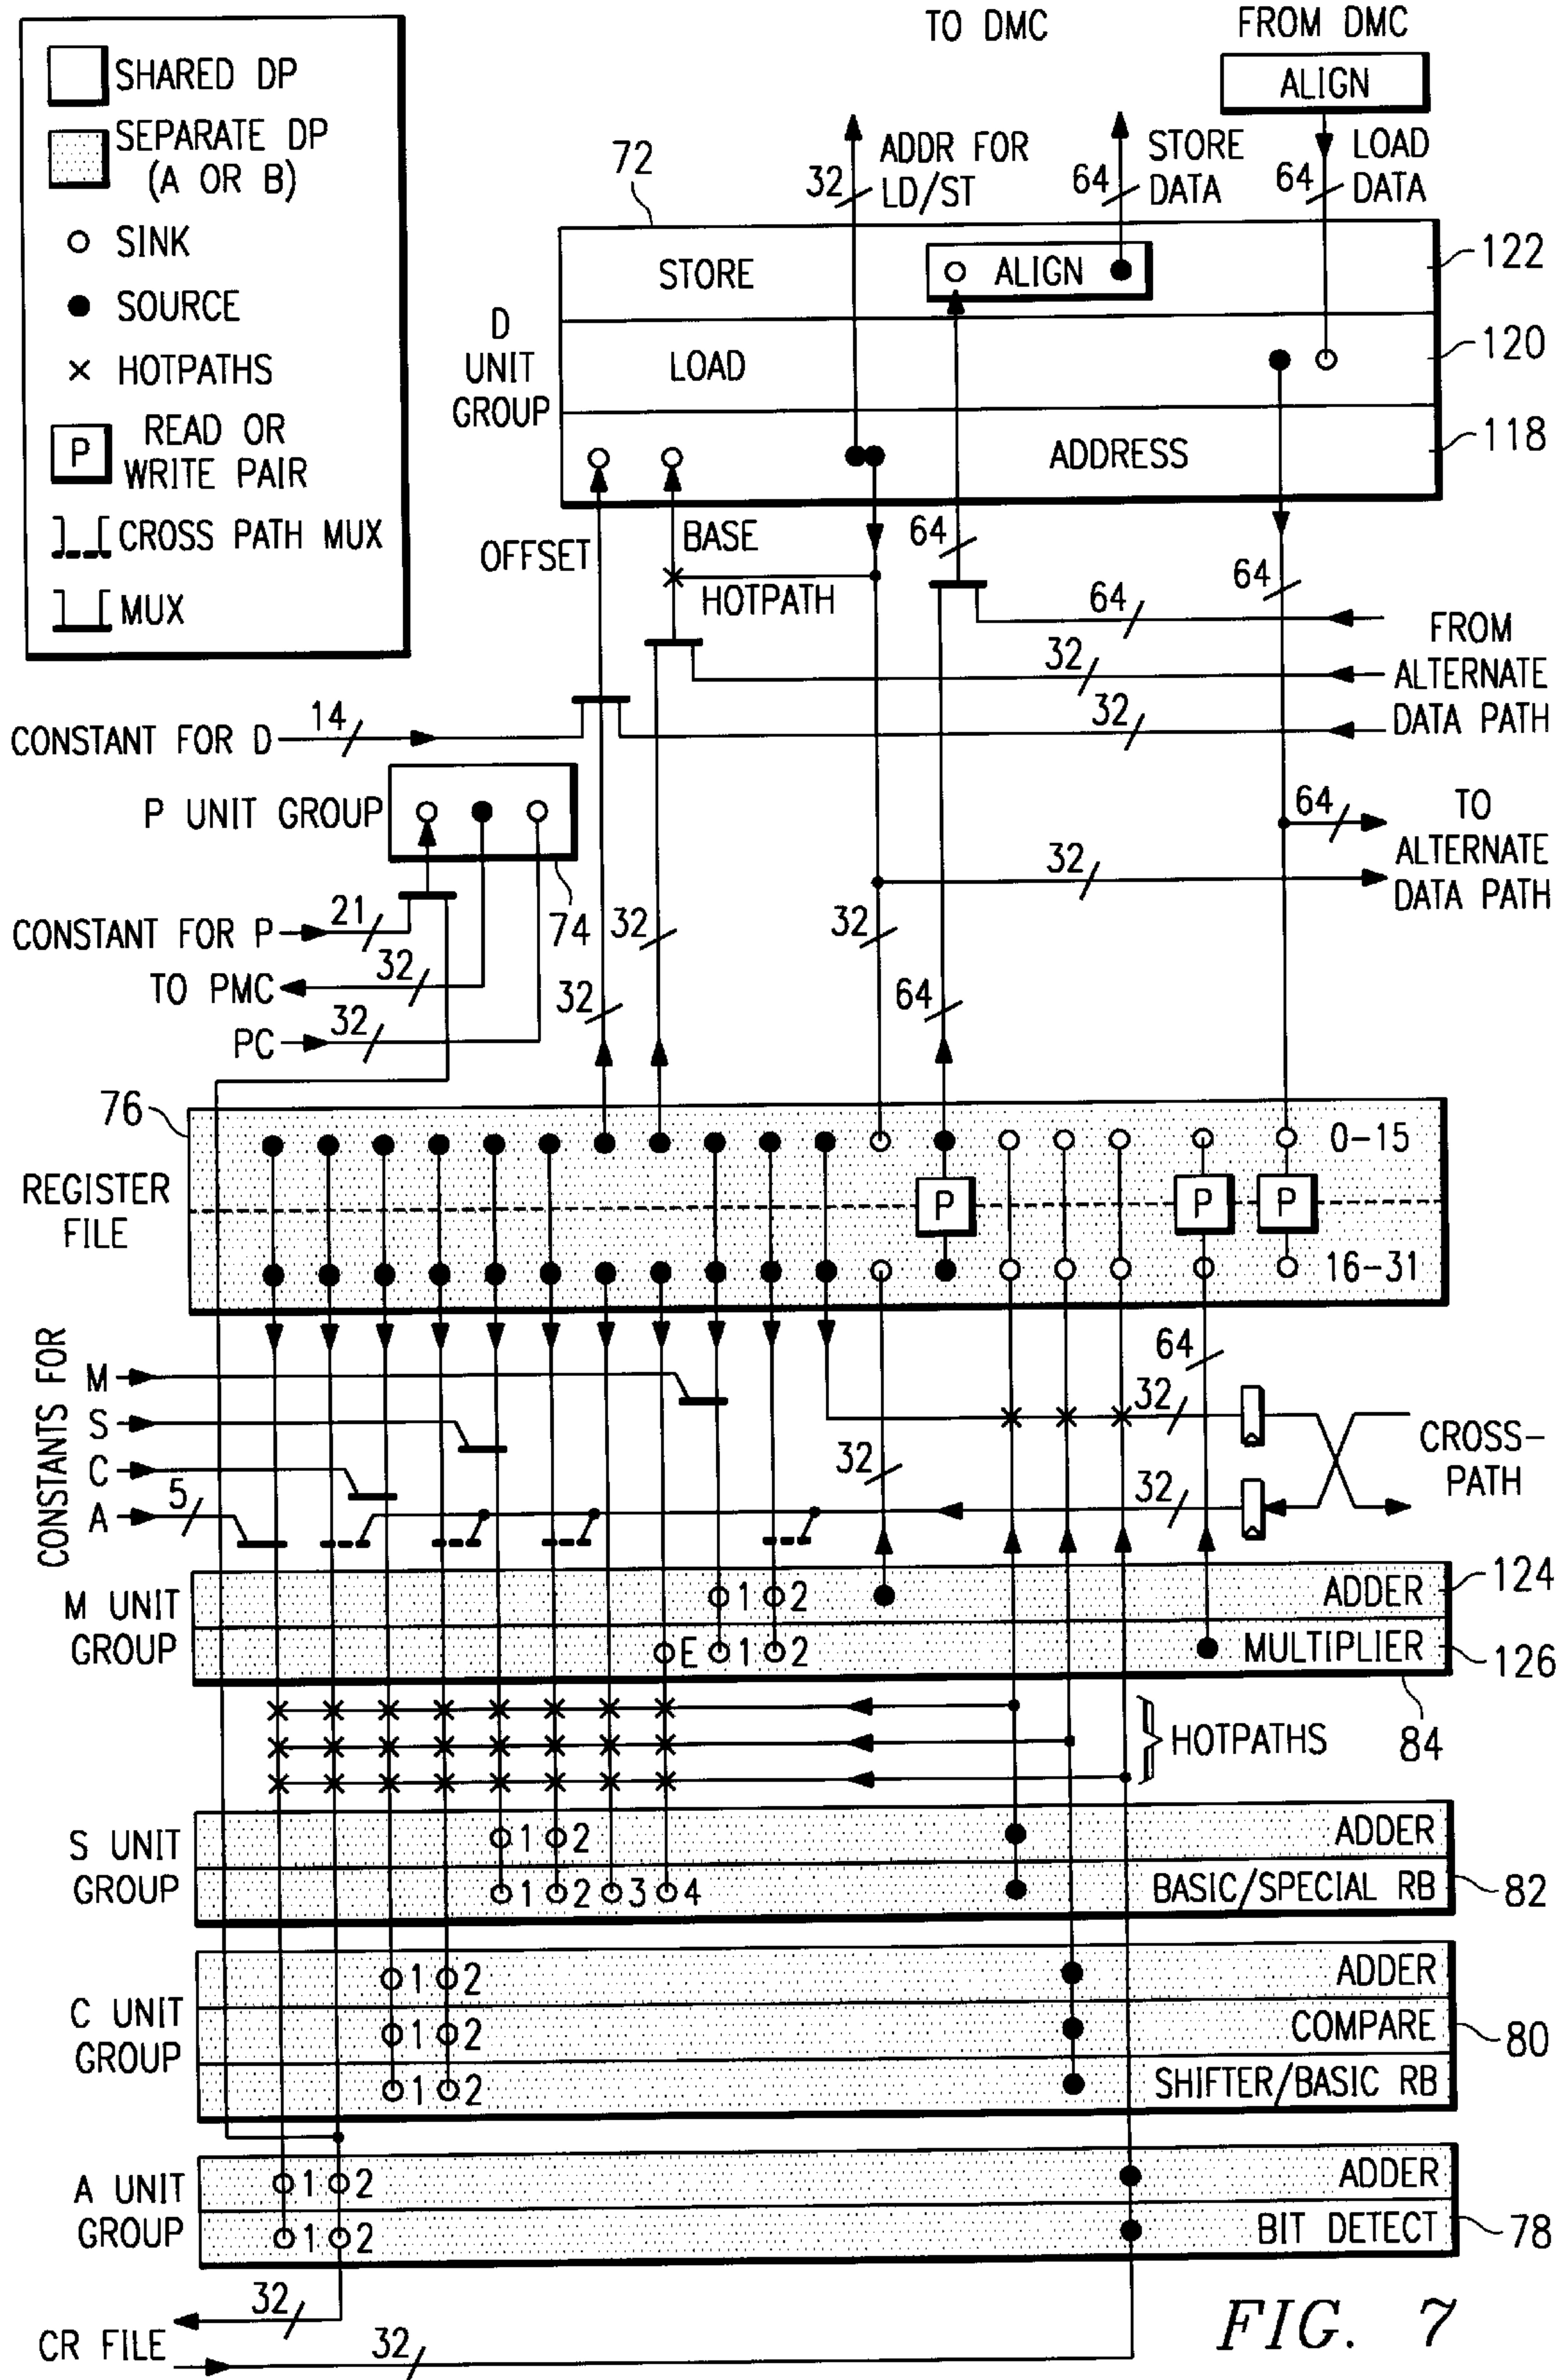 SHARED DP
SEPARATE DP
(A OR B)
SINK
SOURCE
HOTPATHS
P
READ OR
WRITE PAIR
CROSS PATH MUX
MUX
TO DMC
FROM DMC
ALIGN
72
32
ADDR FOR
LD/ST
64
STORE
DATA
64
LOAD
DATA
D
UNIT
GROUP
STORE
ALIGN
122
LOAD
120
ADDRESS
118
OFFSET
BASE
HOTPATH
64
64
64
32
32
FROM
ALTERNATE
DATA PATH
CONSTANT FOR D
14
P UNIT GROUP
74
64
TO
ALTERNATE
DATA PATH
32
CONSTANT FOR P
21
TO PMC
32
PC
32
32
32
32
64
76
REGISTER
FILE
P
P
P
0-15
16-31
CONSTANTS FOR
M
S
C
A
5
32
64
32
32
CROSS-
PATH
M UNIT
GROUP
1
2
ADDER
124
E
1
2
MULTIPLIER
126
84
HOTPATHS
S UNIT
GROUP
1
2
ADDER
1
2
3
4
BASIC/SPECIAL RB
82
C UNIT
GROUP
1
2
ADDER
1
2
COMPARE
80
1
2
SHIFTER/BASIC RB
A UNIT
GROUP
1
2
ADDER
1
2
BIT DETECT
78
CR FILE
32
32
FIG. 7